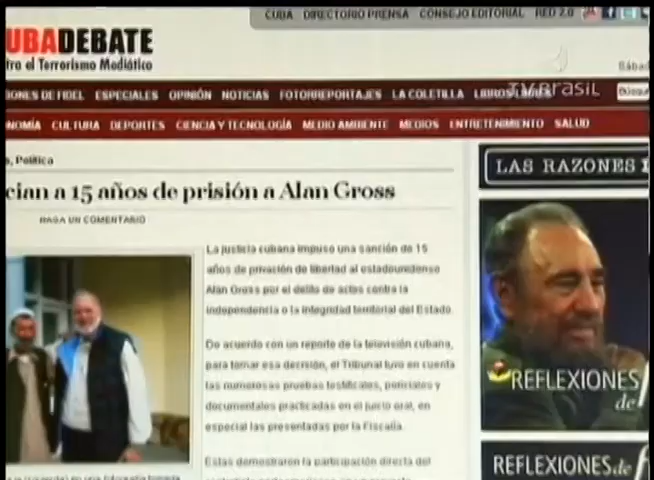 CUBA DIRECTORIO PRENSA CONSEJO EDITORIAL RED 2.0
UBADEBATE
tra el Terrorismo Mediático
Sábad
TVBrasil
IONES DE FIDEL ESPECIALES OPINIÓN NOTICIAS FOTORREPORTAJES LA COLETILLA LIBROS LIBRES
NOMÍA CULTURA DEPORTES CIENCIA Y TECNOLOGÍA MEDIO AMBIENTE MEDIOS ENTRETENIMIENTO SALUD
s, Política
cian a 15 años de prisión a Alan Gross
HAGA UN COMENTARIO
La justicia cubana impuso una sanción de 15
años de privación de libertad al estadounidense
Alan Gross por el delito de actos contra la
independencia o la integridad territorial del Estado.
De acuerdo con un reporte de la televisión cubana,
para tomar esa decisión, el Tribunal tuvo en cuenta
las numerosas pruebas testificales, periciales y
documentales practicadas en el juicio oral, en
especial las presentadas por la Fiscalía.
Estas demostraron la participación directa del
LAS RAZONES
REFLEXIONES
de f
REFLEXIONES de f